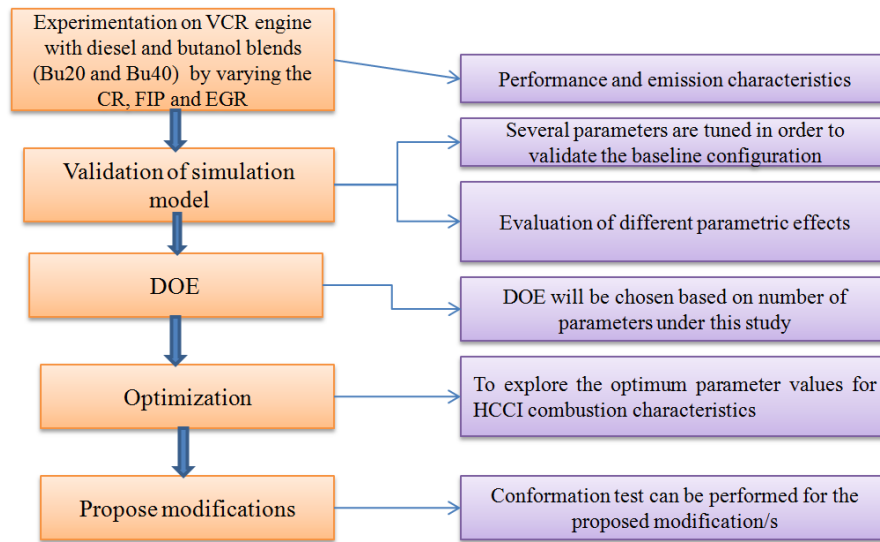 Experimentation on VCR engine
with diesel and butanol blends
(Bu20 and Bu40) by varying the
CR, FIP and EGR
Performance and emission characteristics
Validation of simulation
model
Several parameters are tuned in order to
validate the baseline configuration
Evaluation of different parametric effects
DOE
DOE will be chosen based on number of
parameters under this study
Optimization
To explore the optimum parameter values for
HCCI combustion characteristics
Propose modifications
Conformation test can be performed for the
proposed modification/s